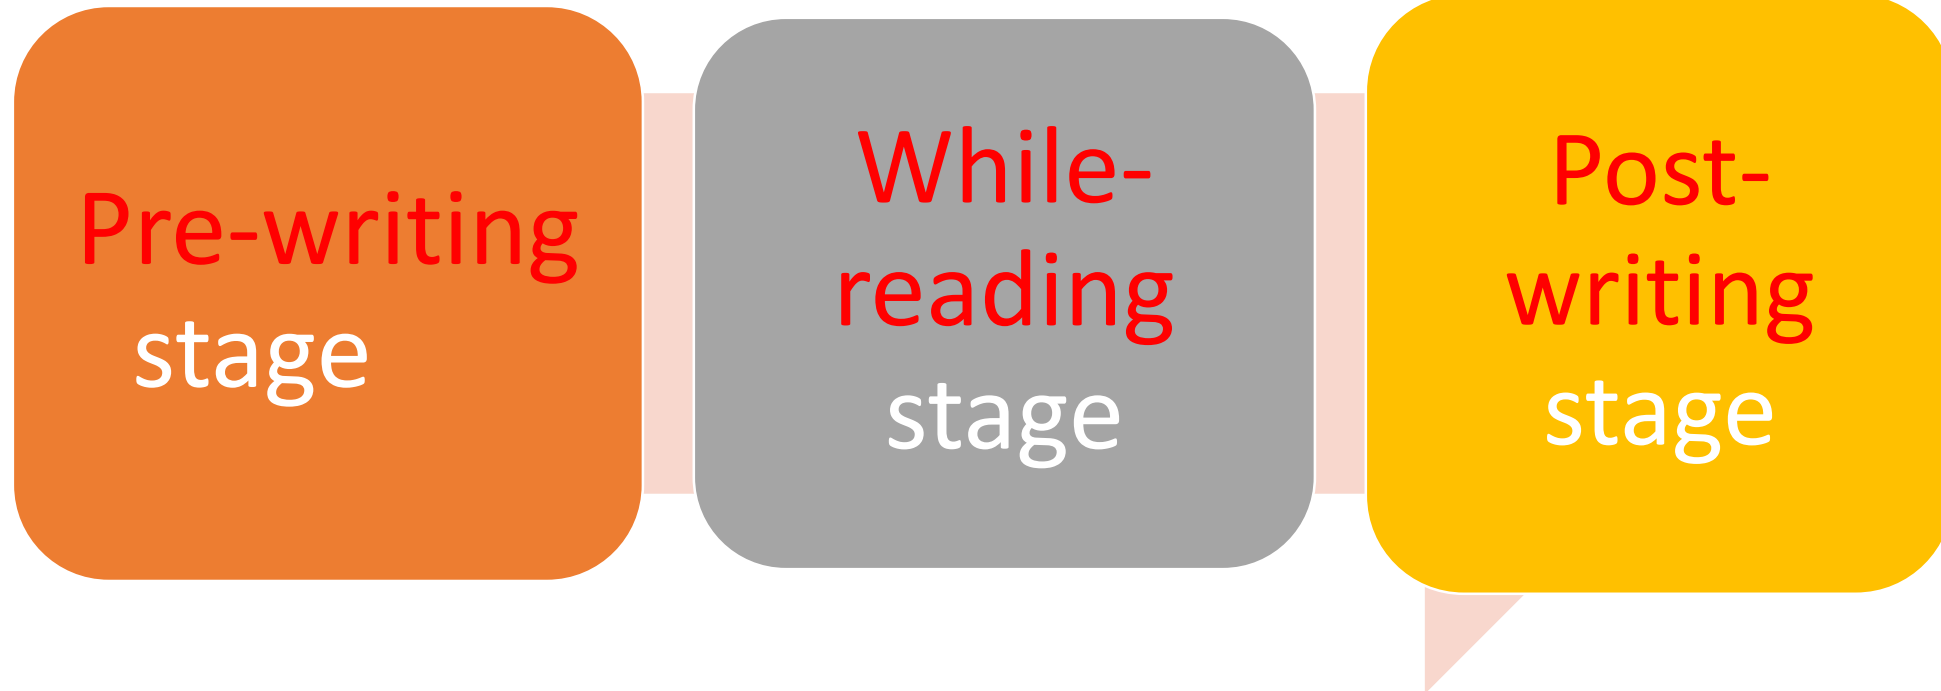 Pre-writing
stage
While-
reading
stage
Post-
writing
stage